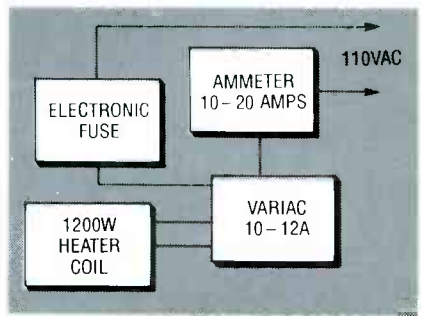 110VAC
AMMETER
10-20 AMPS
ELECTRONIC
FUSE
VARIAC
10-12A
1200W
HEATER
COIL